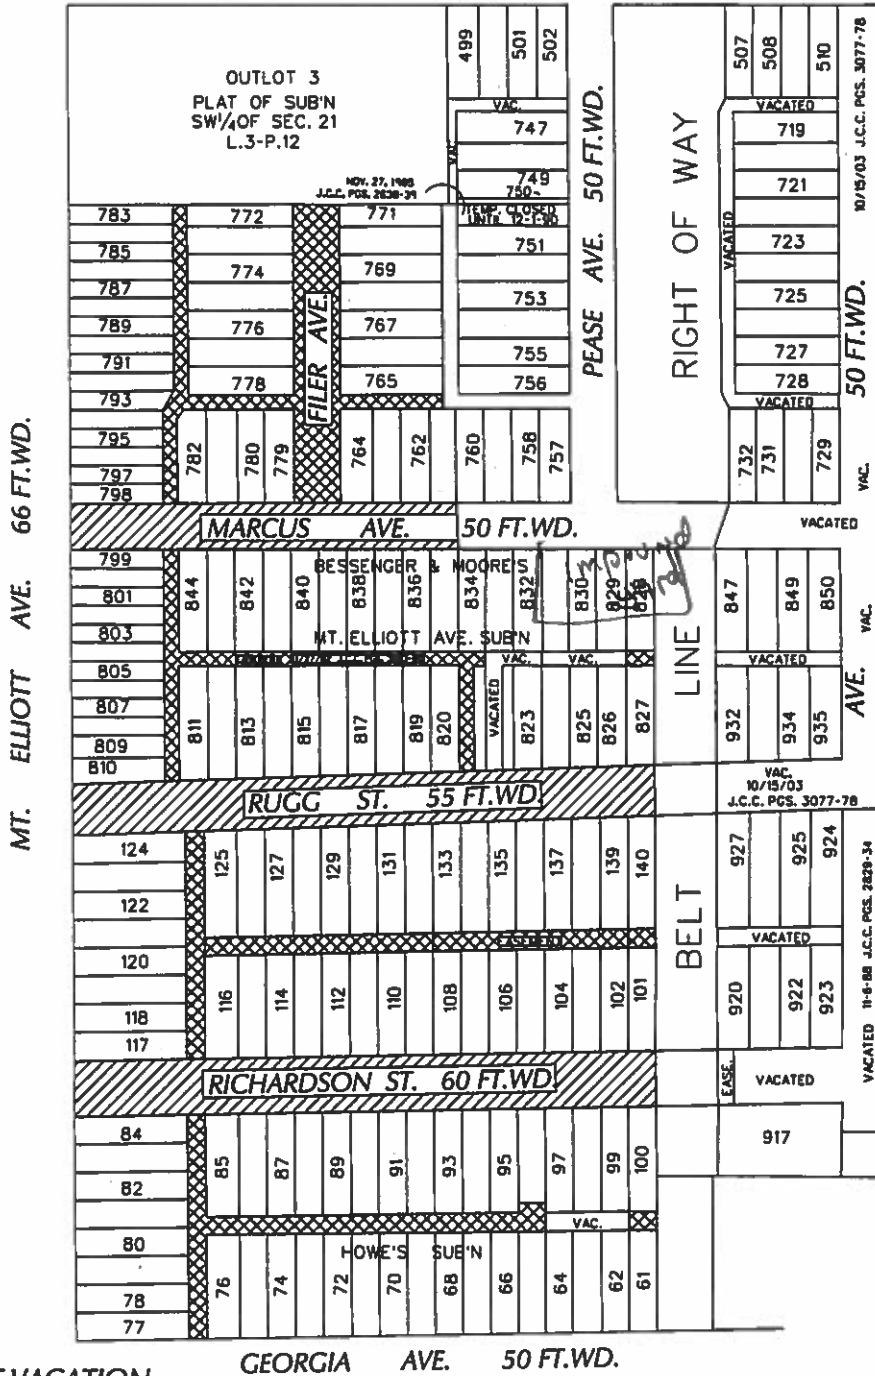 499
501
502
507
508
510
10/15/03 J.C.C. PGS. 3077-78
OUTLOT 3
PLAT OF SUB'N
SW1/4 OF SEC. 21
L.3-P.12
VAC.
VAC.
747
749
750
NOV. 27, 1985
J.C.C. PGS. 2838-39
TEMP. CLOSED
UNTIL 12-1-90
751
753
755
756
PEASE AVE. 50 FT.WD.
RIGHT OF WAY
VACATED
VACATED
719
721
723
725
727
728
VACATED
50 FT.WD.
783
785
787
789
791
793
795
797
798
772
774
776
778
FILER AVE.
771
769
767
765
782
780
779
764
762
760
758
757
732
731
729
VAC.
MT. ELLIOTT AVE. 66 FT.WD.
MARCUS AVE. 50 FT.WD.
VACATED
BESSENGER & MOORE'S
MT. ELLIOTT AVE. SUB'N
799
801
803
805
807
809
810
844
842
840
838
836
834
832
830
829
828
847
849
850
VAC.
VAC.
VAC.
VACATED
VACATED
811
813
815
817
819
820
823
825
826
827
932
934
935
AVE.
LINE
RUGG ST. 55 FT.WD.
VAC.
10/15/03
J.C.C. PGS. 3077-78
124
122
120
118
117
125
127
129
131
133
135
137
139
140
927
925
924
EASEMENT
VACATED
BELT
116
114
112
110
108
106
104
102
101
920
922
923
VACATED 11-6-88 J.C.C. PGS. 2829-34
RICHARDSON ST. 60 FT.WD.
EASE.
VACATED
917
84
82
80
78
77
85
87
89
91
93
95
97
99
100
VAC.
HOWE'S SUB'N
76
74
72
70
68
66
64
62
61
GEORGIA AVE. 50 FT.WD.
VACATION